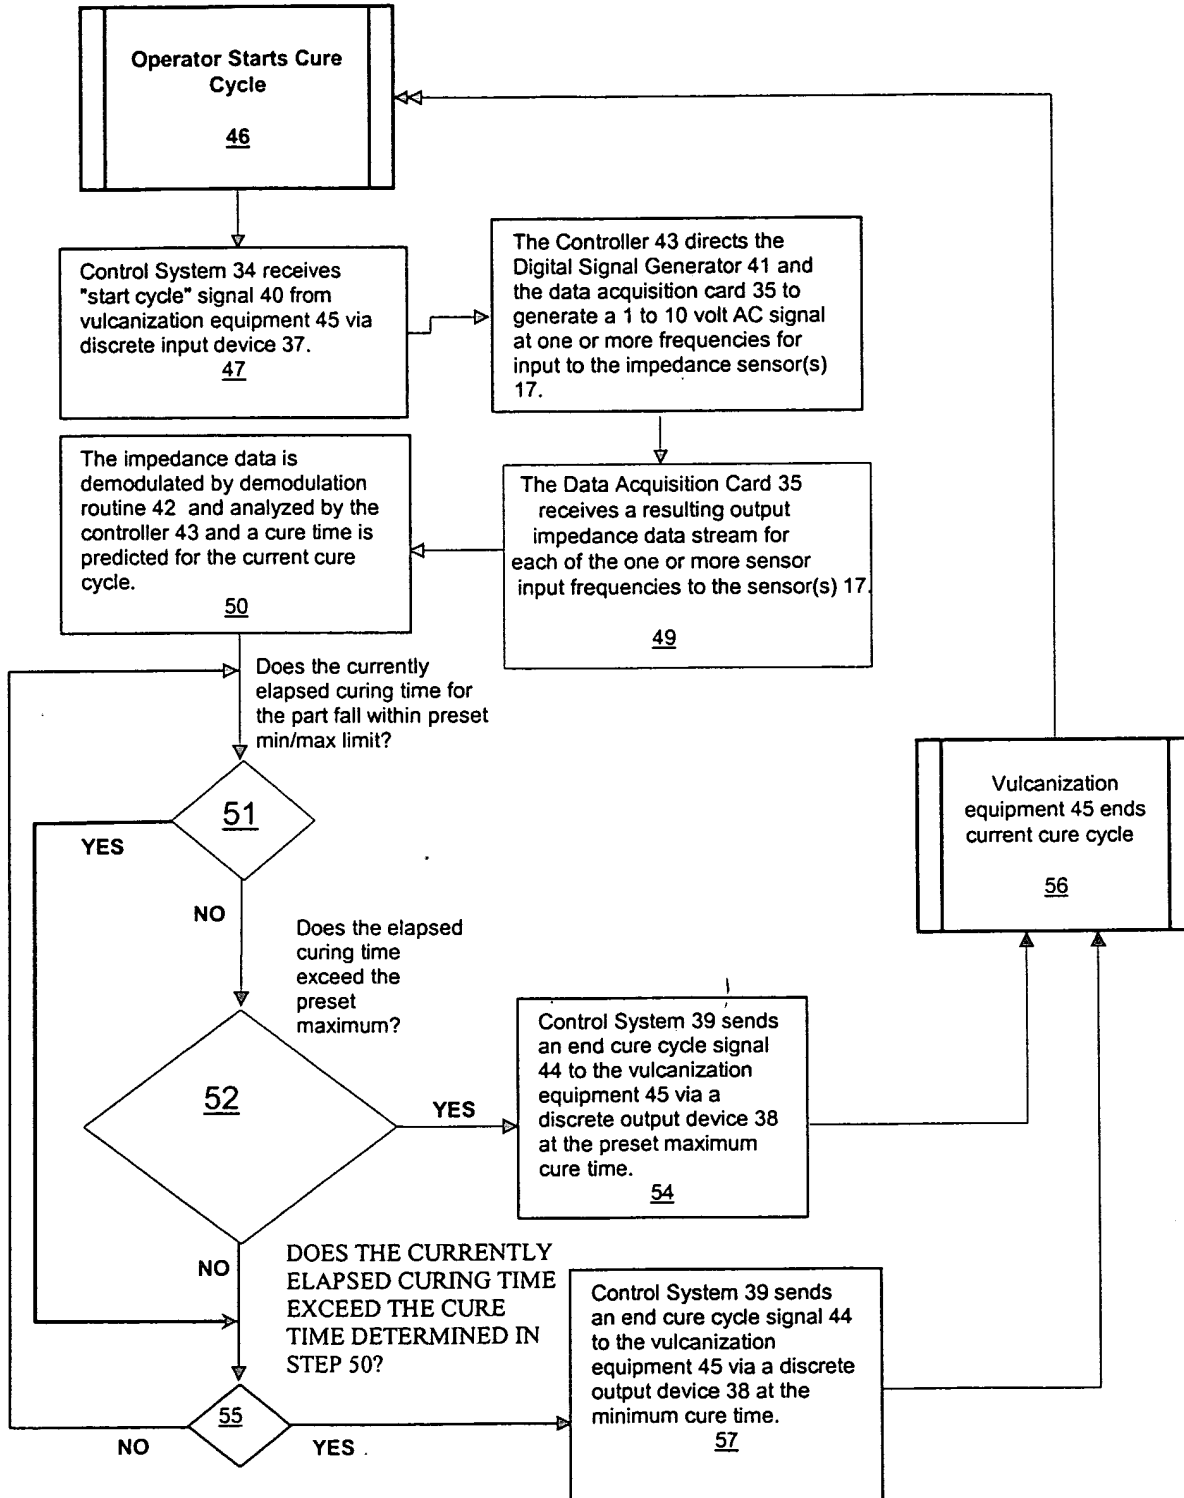 Operator Starts Cure
Cycle
46
Control System 34 receives
"start cycle" signal 40 from
vulcanization equipment 45 via
discrete input device 37.
47
The Controller 43 directs the
Digital Signal Generator 41 and
the data acquisition card 35 to
generate a 1 to 10 volt AC signal
at one or more frequencies for
input to the impedance sensor(s)
17.
The Data Acquisition Card 35
receives a resulting output
impedance data stream for
each of the one or more sensor
input frequencies to the sensor(s) 17.
49
The impedance data is
demodulated by demodulation
routine 42 and analyzed by the
controller 43 and a cure time is
predicted for the current cure
cycle.
50
Does the currently
elapsed curing time for
the part fall within preset
min/max limit?
51
YES
NO
Does the elapsed
curing time
exceed the
preset
maximum?
52
YES
Control System 39 sends
an end cure cycle signal
44 to the vulcanization
equipment 45 via a
discrete output device 38
at the preset maximum
cure time.
54
Vulcanization
equipment 45 ends
current cure cycle
56
NO
DOES THE CURRENTLY
ELAPSED CURING TIME
EXCEED THE CURE
TIME DETERMINED IN
STEP 50?
55
NO
YES
Control System 39 sends
an end cure cycle signal 44
to the vulcanization
equipment 45 via a discrete
output device 38 at the
minimum cure time.
57